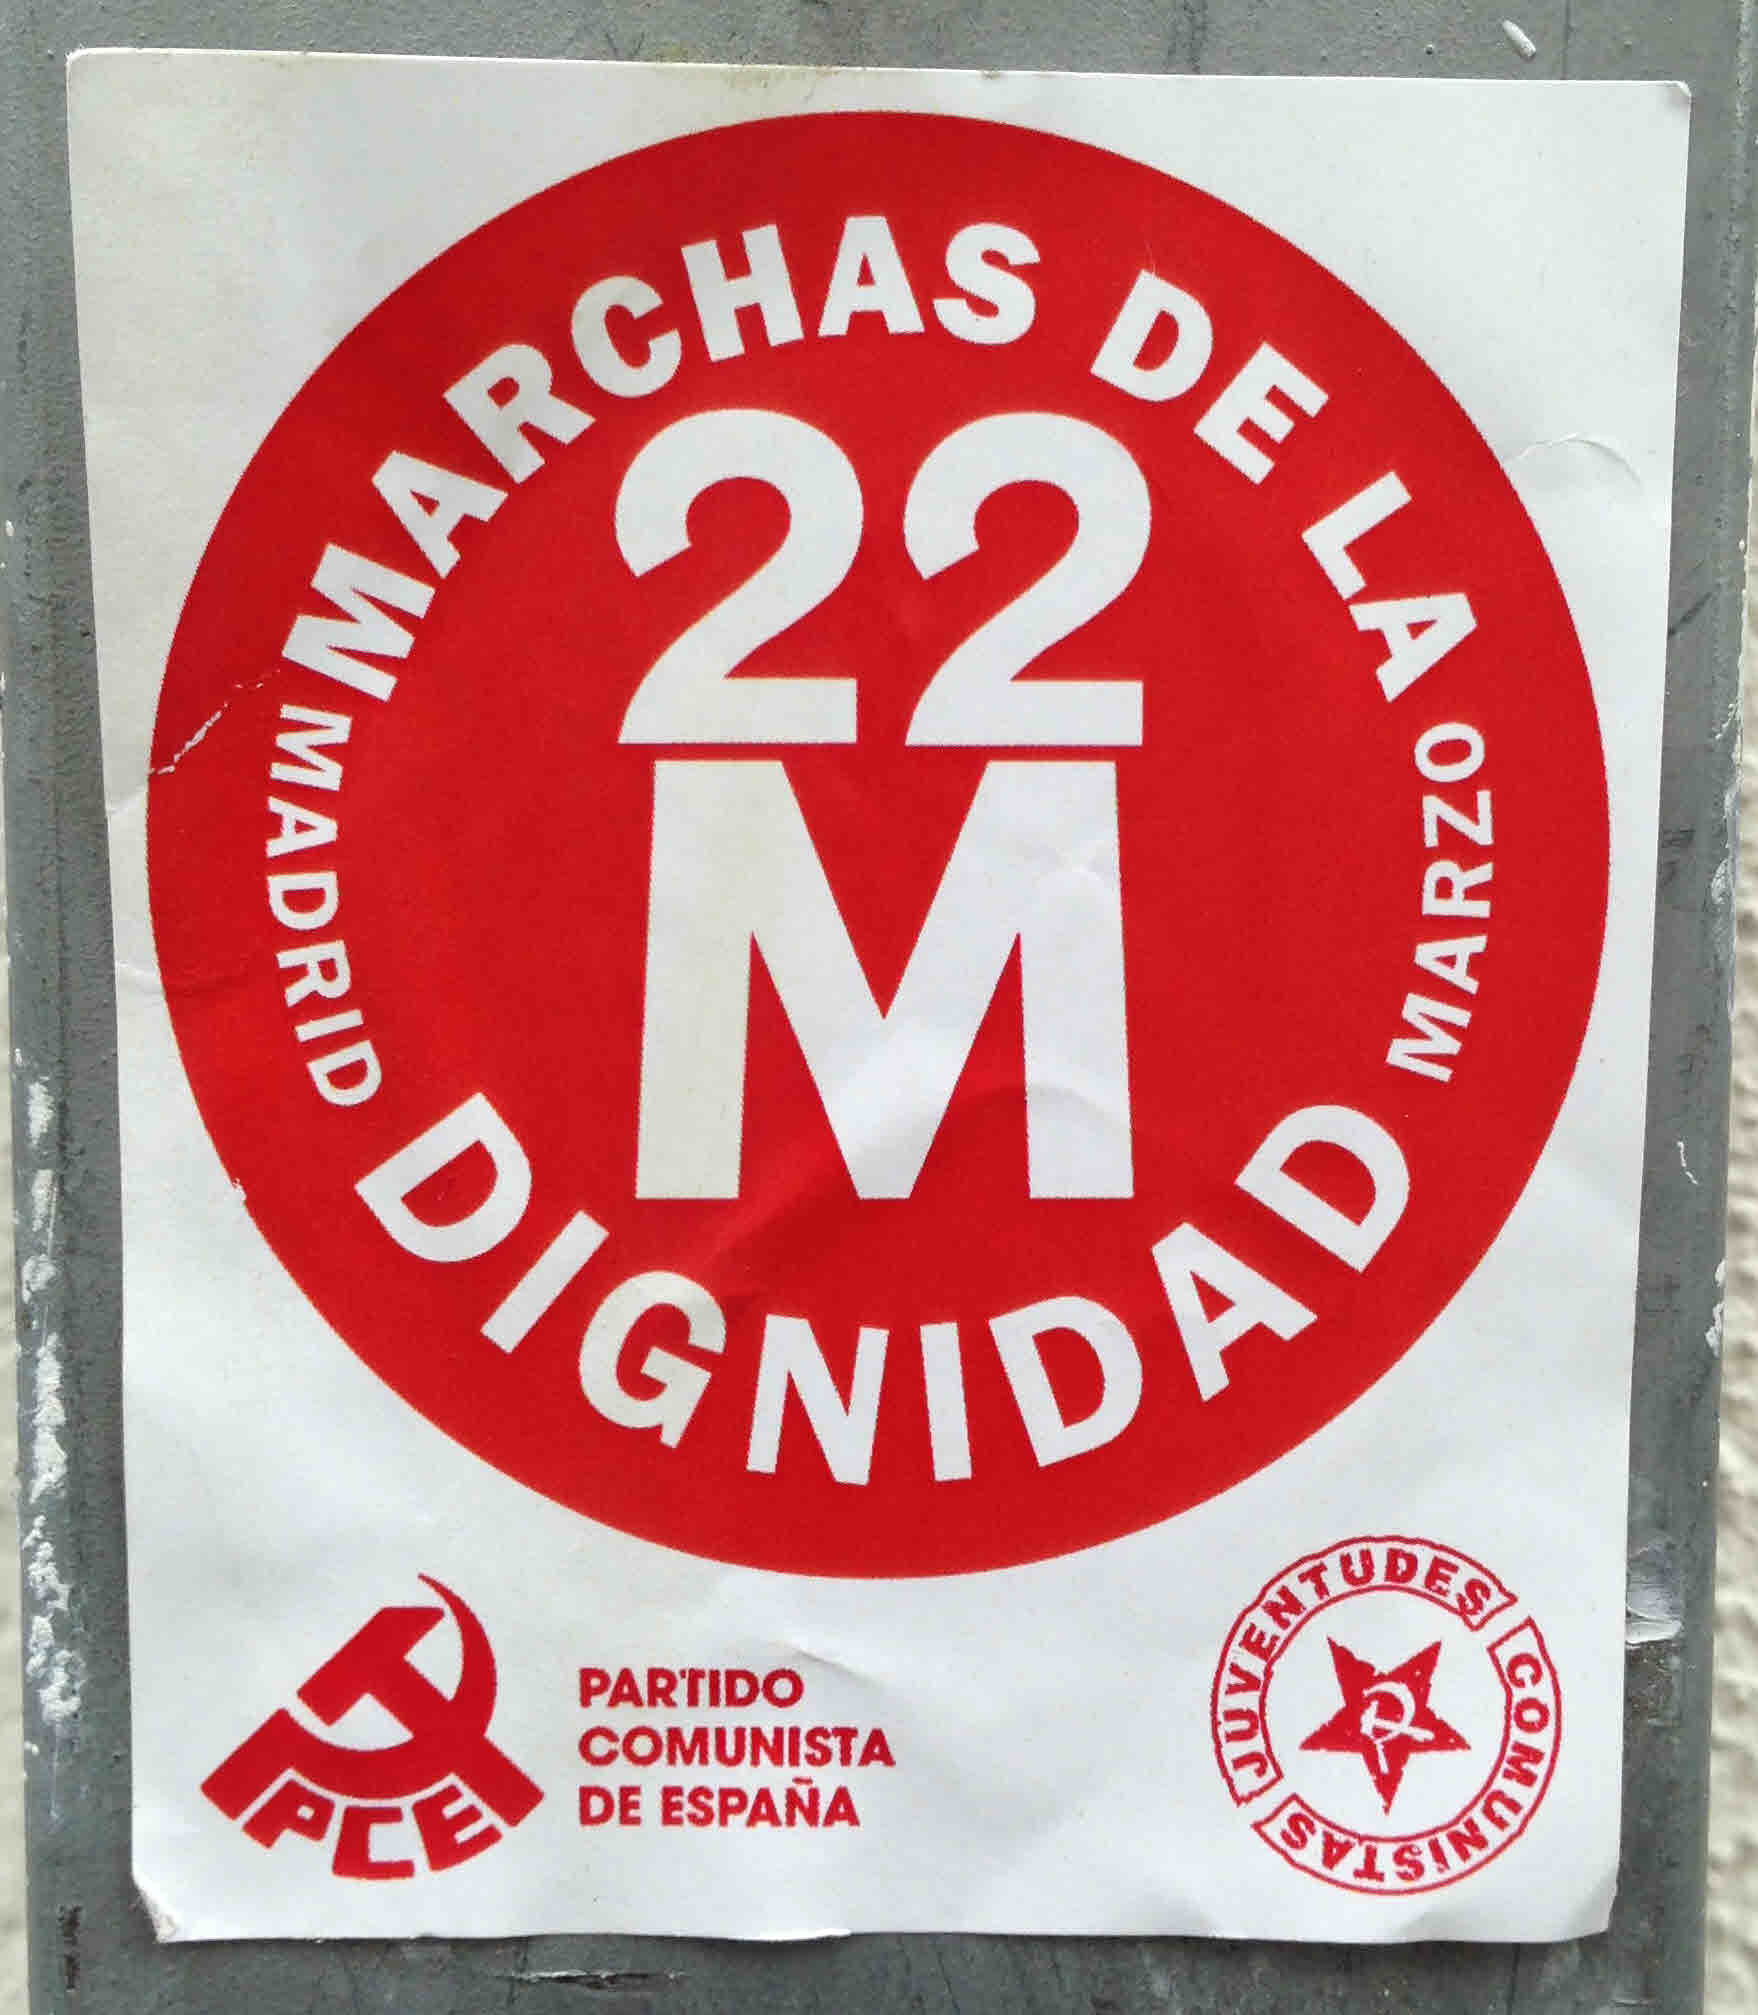 MARCHAS DE LA
22
M
MADRID
MARZO
DIGNIDAD
PCE
PARTIDO
COMUNISTA
DE ESPAÑA
JUVENTUDES
COMUNISTAS